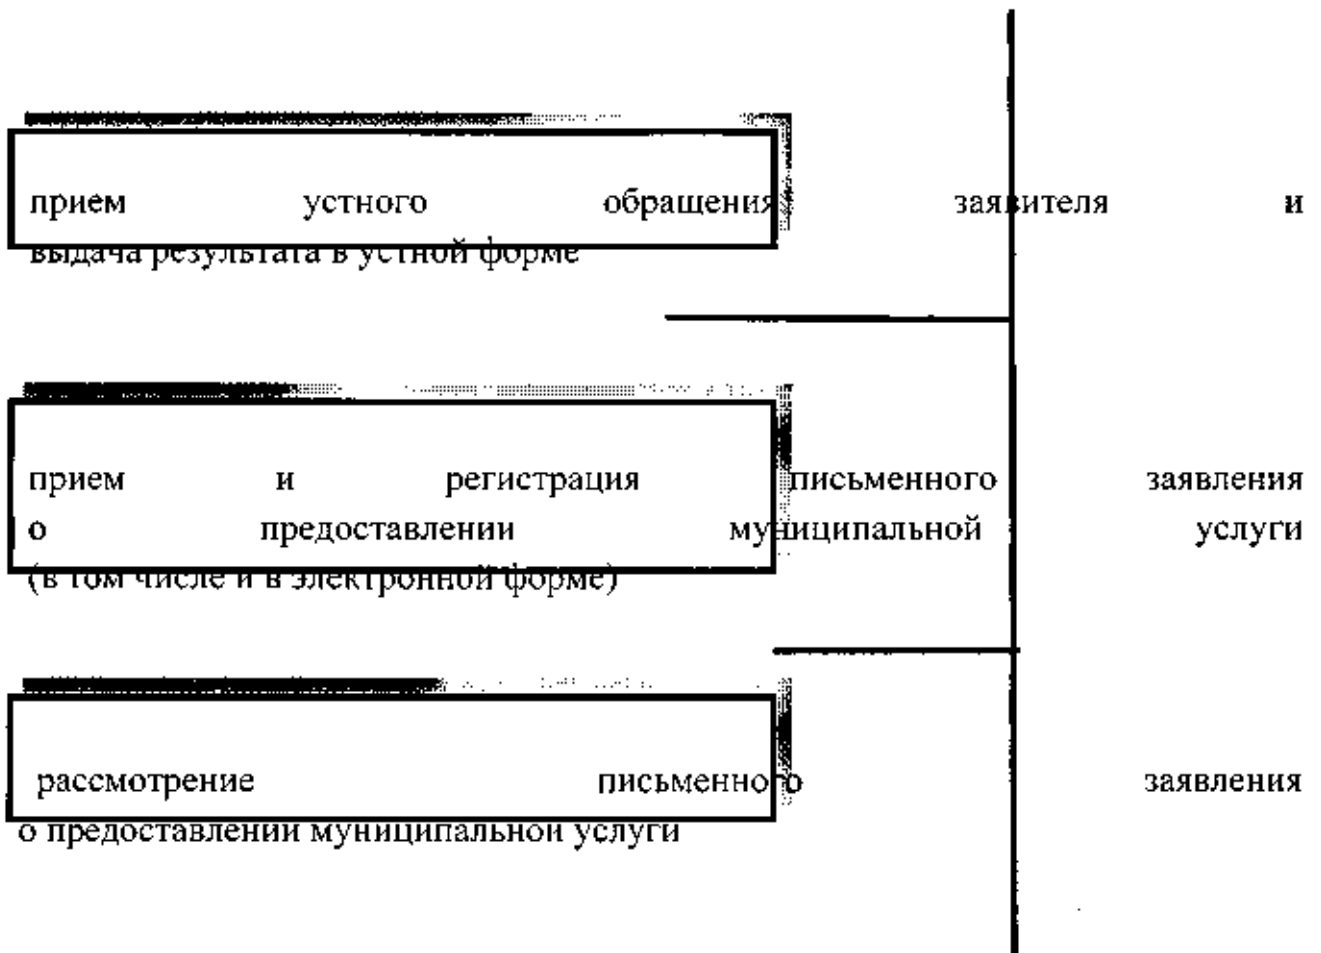 прием устного обращения заявителя и
выдача результата в устной форме
прием и регистрация письменного заявления
о предоставлении муниципальной услуги
(в том числе и в электронной форме)
рассмотрение письменного заявления
о предоставлении муниципальной услуги